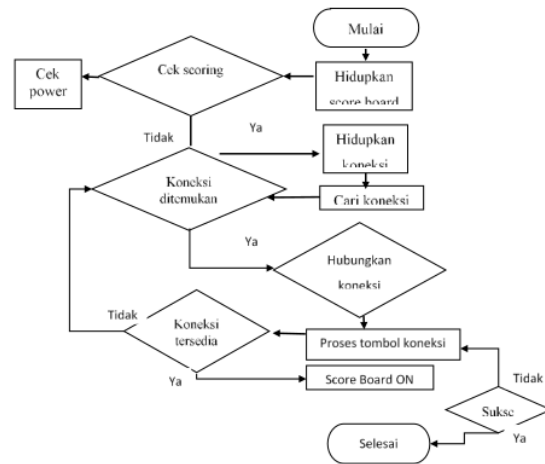 Mulai
Cek
power
Cek scoring
Hidupkan
score board
Tidak
Ya
Hidupkan
koneksi
Koneksi
ditemukan
Cari koneksi
Ya
Hubungkan
koneksi
Tidak
Koneksi
tersedia
Proses tombol koneksi
Ya
Score Board ON
Tidak
Sukse
Selesai
Ya